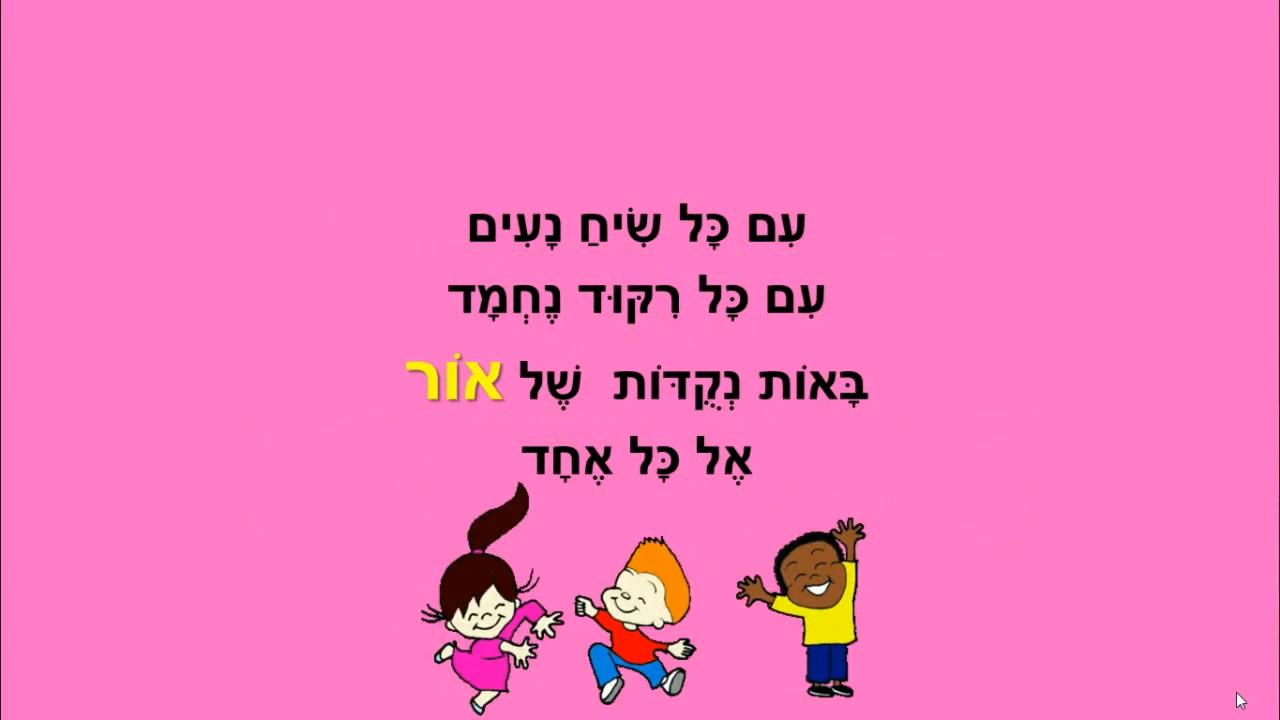 עִם כָּל שִׂיחַ נָעִים
עִם כָּל רִקּוּד נֶחְמָד
בָּאוֹת נְקֻדּוֹת שֶׁל אוֹר
אֶל כָּל אֶחָד